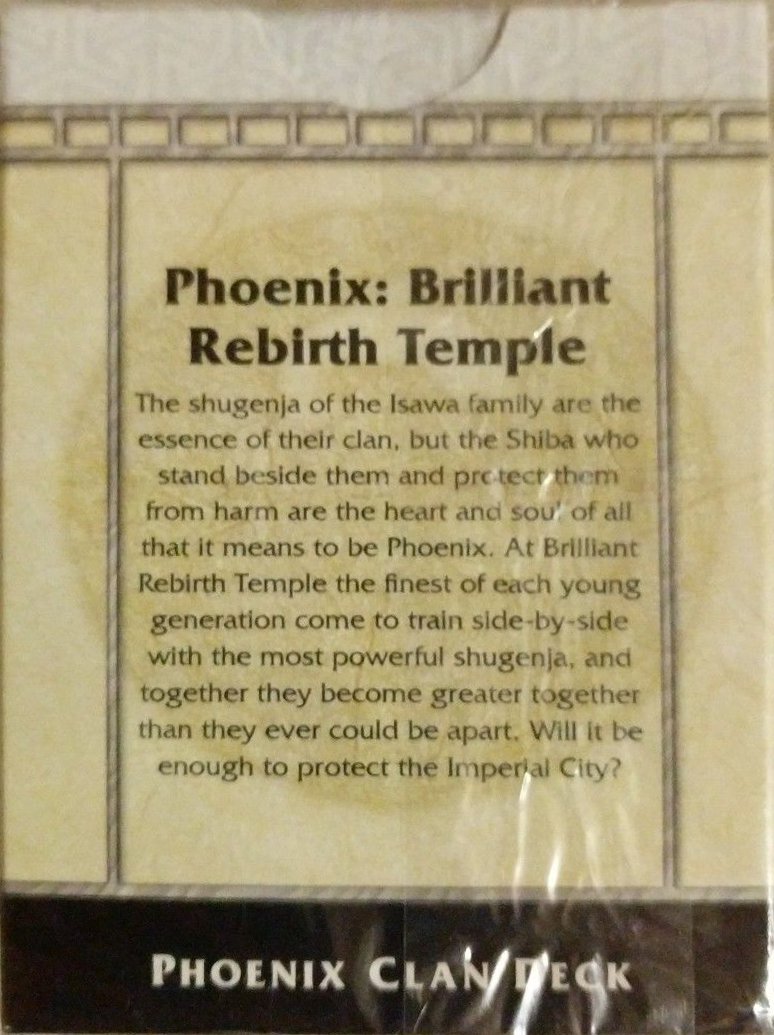 Phoenix: Brilliant
Rebirth Temple
The shugenja of the Isawa family are the
essence of their clan, but the Shiba who
stand beside them and protect them
from harm are the heart and soul of all
that it means to be Phoenix. At Brilliant
Rebirth Temple the finest of each young
generation come to train side-by-side
with the most powerful shugenja, and
together they become greater together
than they ever could be apart. Will it be
enough to protect the Imperial City?
PHOENIX CLAN DECK